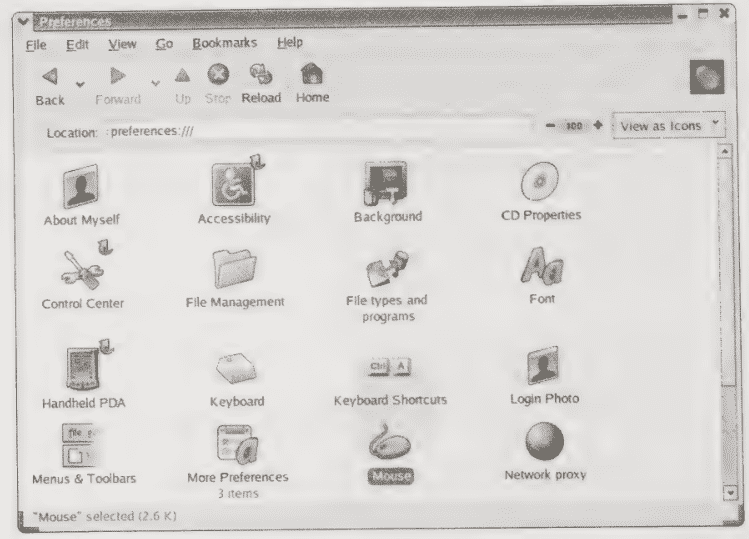 Preferences
File Edit View Go Bookmarks Help
Back Forward Up Stop Reload Home
Location: preferences:/// 100 View as Icons
About Myself Accessibility Background CD Properties
Control Center File Management File types and programs Font
Handheld PDA Keyboard Ctrl A Keyboard Shortcuts Login Photo
file
Menus & Toolbars More Preferences Mouse Network proxy
3 items
"Mouse" selected (2.6 K)